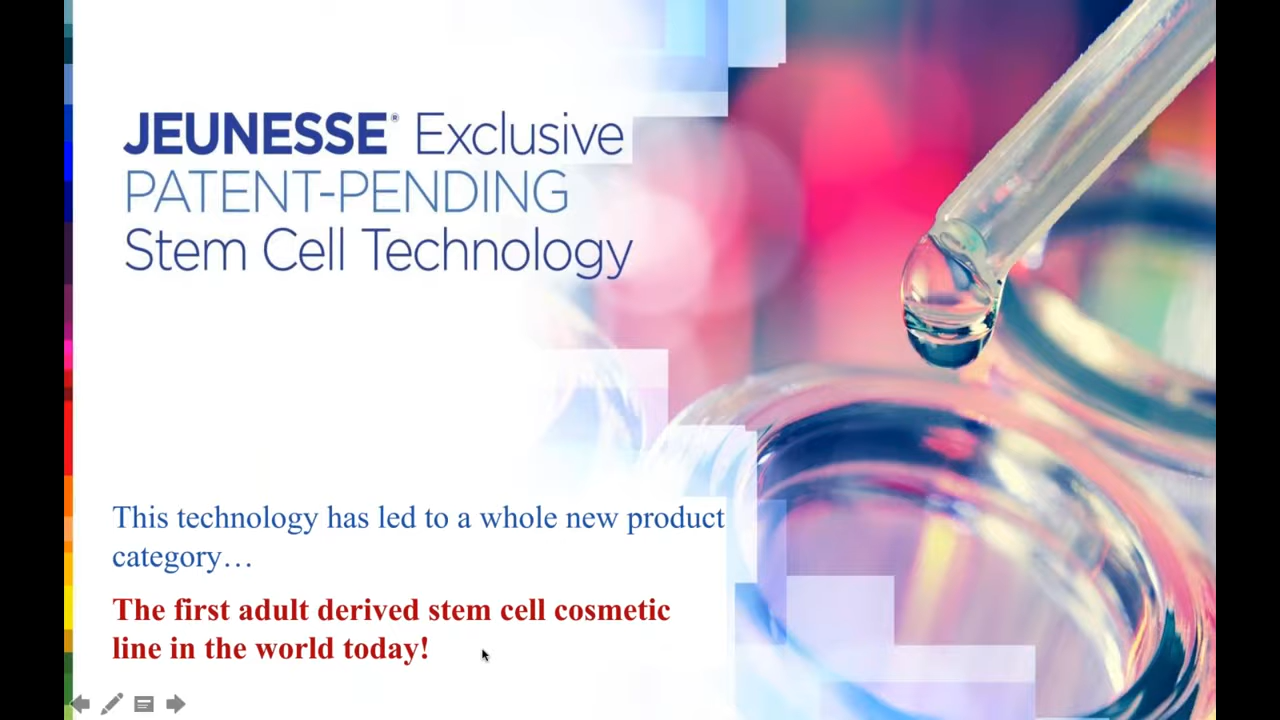 JEUNESSE® Exclusive
PATENT-PENDING
Stem Cell Technology
This technology has led to a whole new product
category…
The first adult derived stem cell cosmetic
line in the world today!